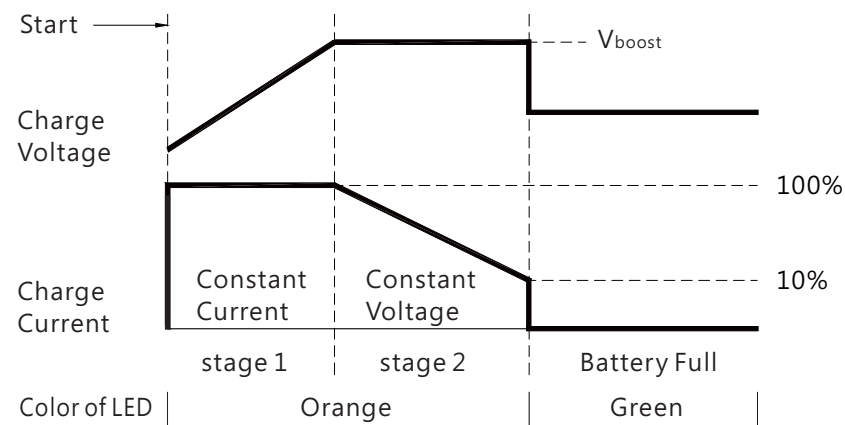 Start
Vboost
Charge
Voltage
100%
Constant
Current
Constant
Voltage
10%
Charge
Current
stage 1
stage 2
Battery Full
Color of LED
Orange
Green